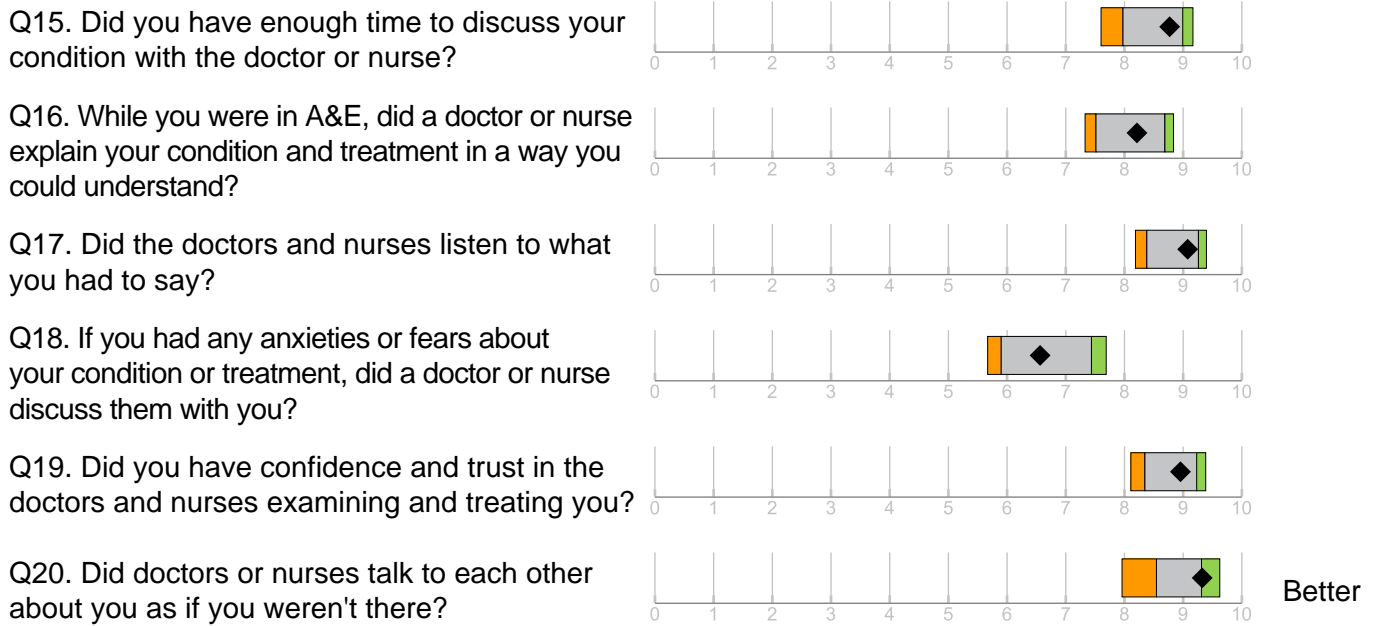 Q15. Did you have enough time to discuss your
condition with the doctor or nurse?
0 1 2 3 4 5 6 7 8 9 10
Q16. While you were in A&E, did a doctor or nurse
explain your condition and treatment in a way you
could understand?
0 1 2 3 4 5 6 7 8 9 10
Q17. Did the doctors and nurses listen to what
you had to say?
0 1 2 3 4 5 6 7 8 9 10
Q18. If you had any anxieties or fears about
your condition or treatment, did a doctor or nurse
discuss them with you?
0 1 2 3 4 5 6 7 8 9 10
Q19. Did you have confidence and trust in the
doctors and nurses examining and treating you?
0 1 2 3 4 5 6 7 8 9 10
Q20. Did doctors or nurses talk to each other
about you as if you weren't there?
0 1 2 3 4 5 6 7 8 9 10
Better